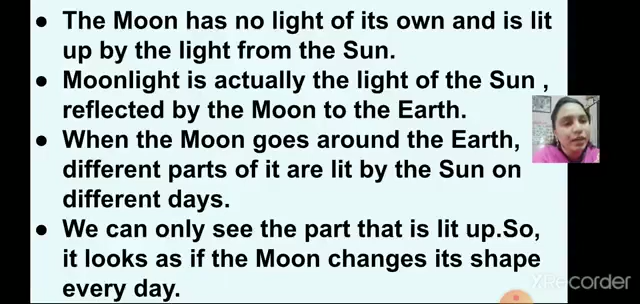 ● The Moon has no light of its own and is lit
up by the light from the Sun.
● Moonlight is actually the light of the Sun ,
reflected by the Moon to the Earth.
● When the Moon goes around the Earth,
different parts of it are lit by the Sun on
different days.
● We can only see the part that is lit up.So,
it looks as if the Moon changes its shape
every day.
XRecorder